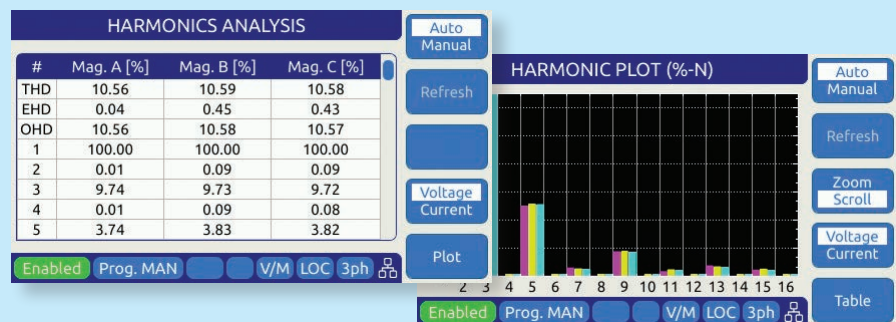 HARMONICS ANALYSIS
# Mag. A [%] Mag. B [%] Mag. C [%]
THD 10.56 10.59 10.58
EHD 0.04 0.45 0.43
OHD 10.56 10.58 10.57
1 100.00 100.00 100.00
2 0.01 0.09 0.09
3 9.74 9.73 9.72
4 0.01 0.09 0.08
5 3.74 3.83 3.82
Enabled Prog. MAN V/M LOC 3ph
Auto
Manual
Refresh
Voltage
Current
Plot
HARMONIC PLOT (%-N)
2 3 4 5 6 7 8 9 10 11 12 13 14 15 16
Enabled Prog. MAN V/M LOC 3ph
Auto
Manual
Refresh
Zoom
Scroll
Voltage
Current
Table